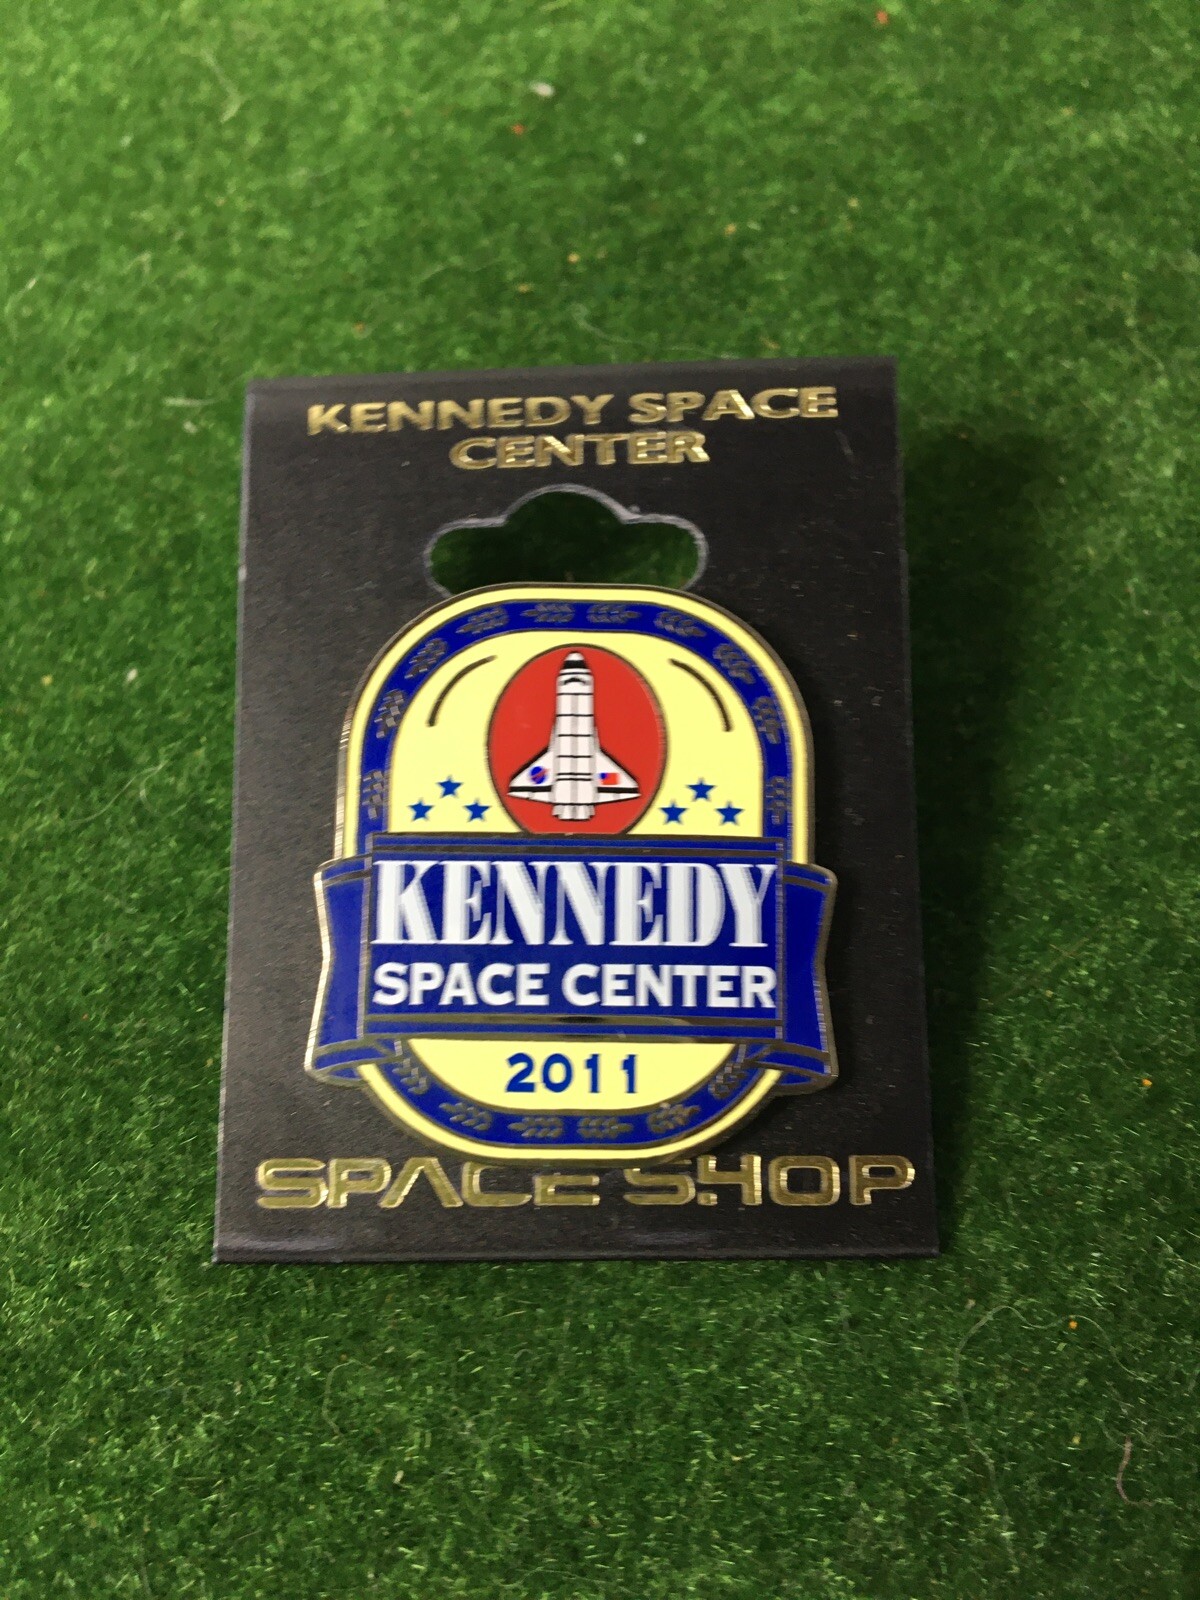 KENNEDY SPACE
CENTER
KENNEDY
SPACE CENTER
2011
SPACE SHOP